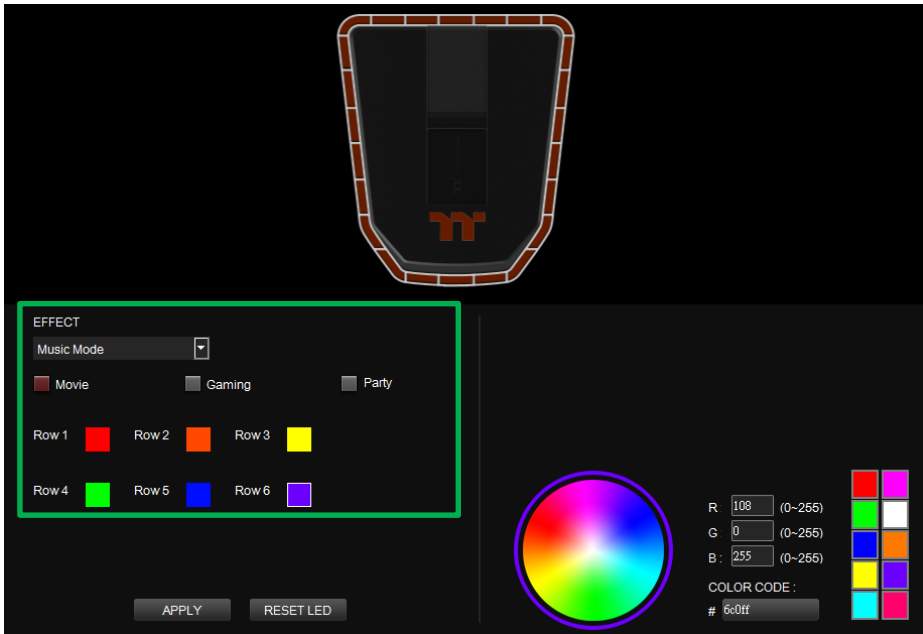 EFFECT
Music Mode
Movie Gaming Party
Row 1 Row 2 Row 3
Row 4 Row 5 Row 6
R 108 (0~255)
G 0 (0~255)
B : 255 (0~255)
COLOR CODE :
# 6c0ff
APPLY RESET LED